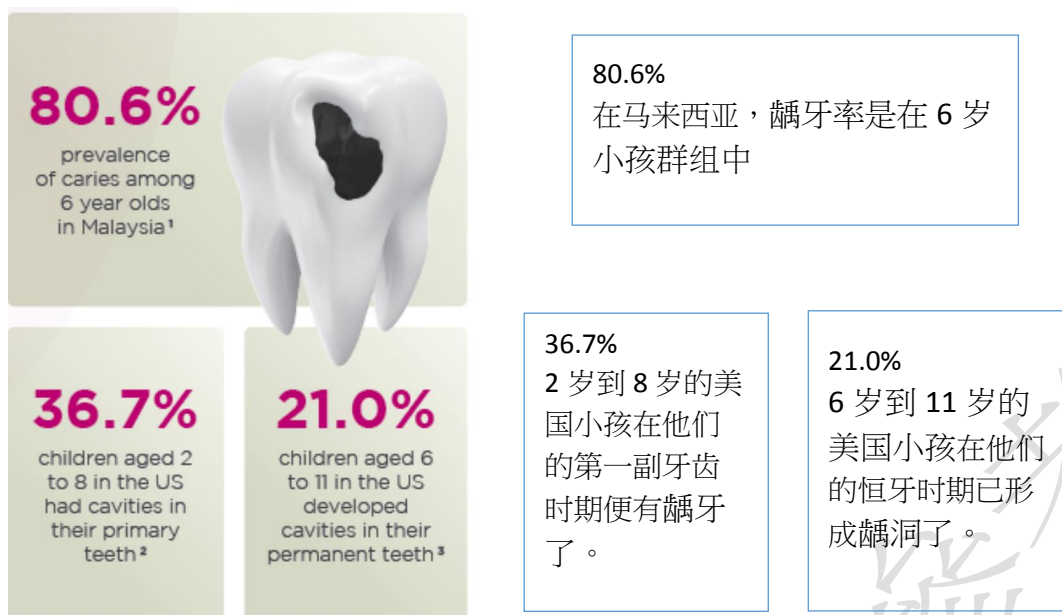 80.6%
prevalence
of caries among
6 year olds
in Malaysia¹
36.7%
children aged 2
to 8 in the US
had cavities in
their primary
teeth²
21.0%
children aged 6
to 11 in the US
developed
cavities in their
permanent teeth³
80.6%
在马来西亚，龋牙率是在 6 岁
小孩群组中
36.7%
2 岁到 8 岁的美
国小孩在他们
的第一副牙齿
时期便有龋牙
了。
21.0%
6 岁到 11 岁的
美国小孩在他们
的恒牙时期已形
成龋洞了。